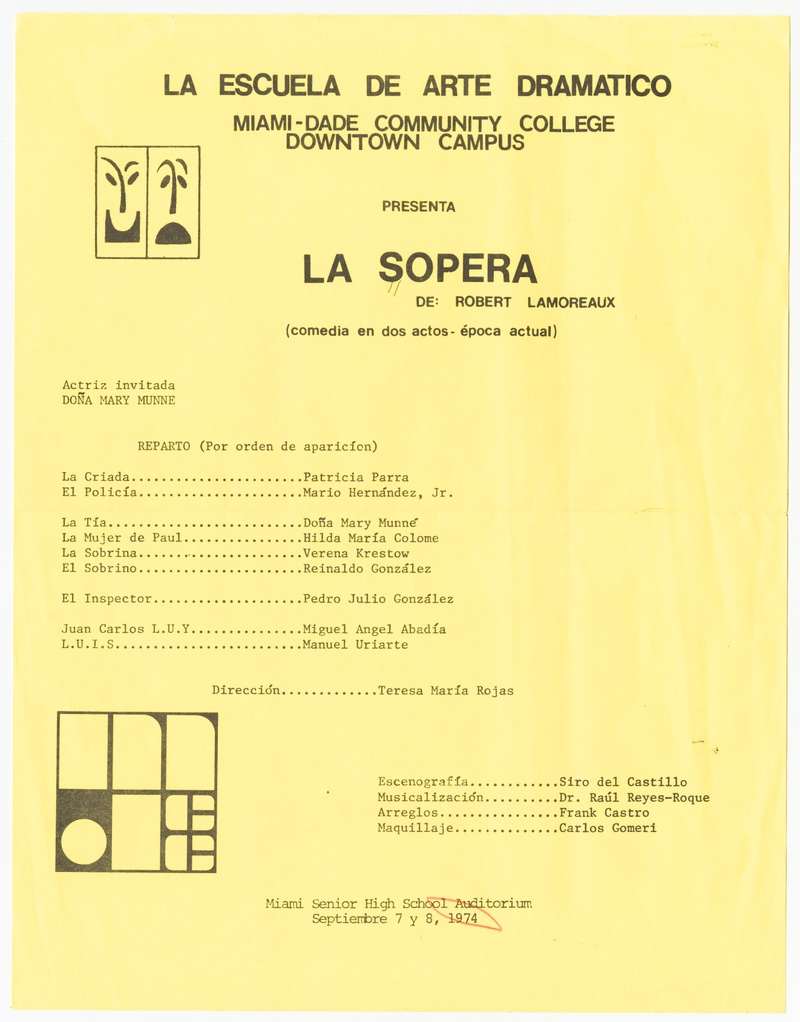 LA ESCUELA DE ARTE DRAMATICO
MIAMI-DADE COMMUNITY COLLEGE
DOWNTOWN CAMPUS
PRESENTA
LA SOPERA
DE: ROBERT LAMOREAUX
(comedia en dos actos- época actual)
Actriz invitada
DOÑA MARY MUNNE
REPARTO (Por orden de aparicíon)
La Criada.......................Patricia Parra
El Policía......................Mario Hernández, Jr.
La Tía..........................Doña Mary Munné
La Mujer de Paul................Hilda María Colome
La Sobrina......................Verena Krestow
El Sobrino......................Reinaldo González
El Inspector....................Pedro Julio González
Juan Carlos L.U.Y...............Miguel Angel Abadía
L.U.I.S.........................Manuel Uriarte
Dirección.............Teresa María Rojas
Escenografía............Siro del Castillo
Musicalización..........Dr. Raúl Reyes-Roque
Arreglos................Frank Castro
Maquillaje..............Carlos Gomeri
Miami Senior High School Auditorium
Septiembre 7 y 8, 1974